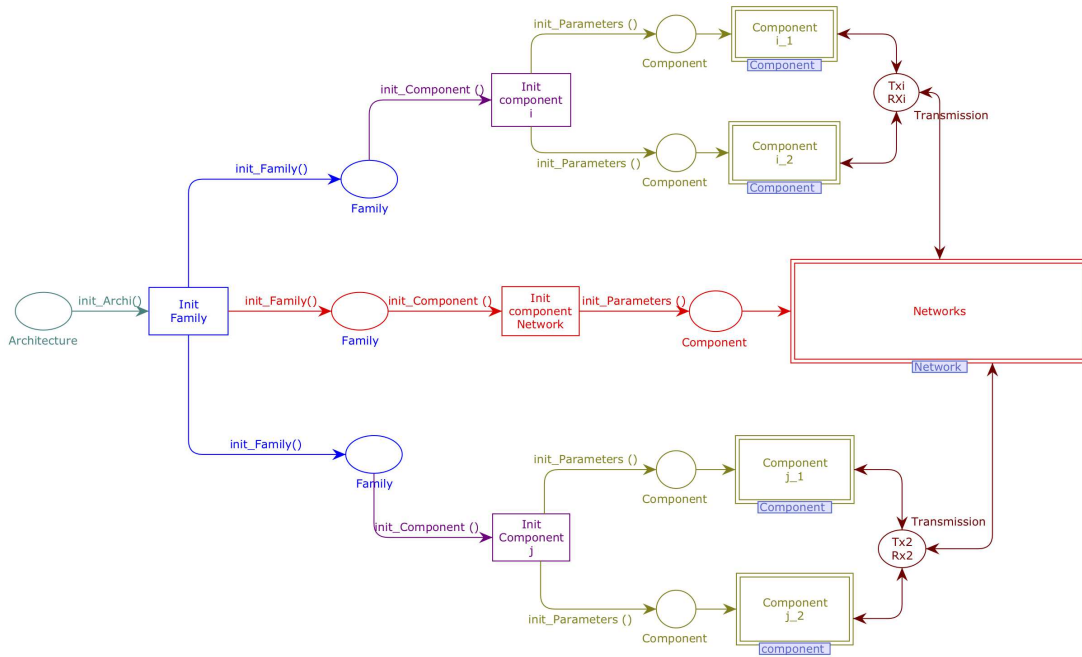 init_Parameters ()
Component
Component
i_1
Component
init_Component ()
Init
component
i
Txi
RXi
Transmission
init_Parameters ()
Component
Component
i_2
Component
init_Family()
Family
Architecture
init_Archi()
Init
Family
init_Family()
Family
init_Component ()
Init
component
Network
init_Parameters ()
Component
Networks
Network
init_Family()
Family
init_Component ()
Init
Component
j
init_Parameters ()
Component
Component
j_1
Component
Transmission
Tx2
Rx2
init_Parameters ()
Component
Component
j_2
component